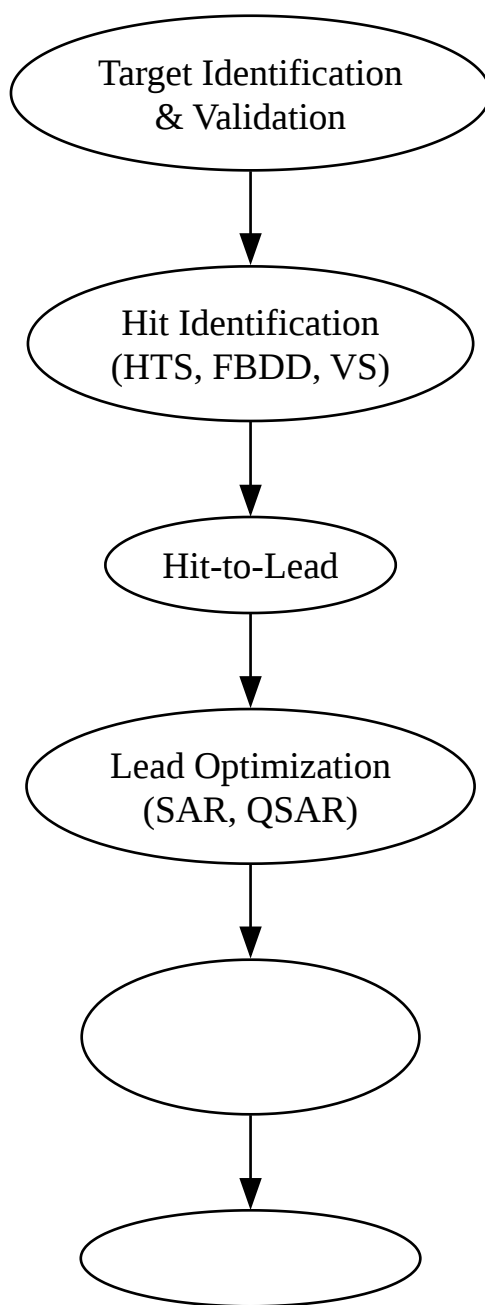 Target Identification
& Validation
Hit Identification
(HTS, FBDD, VS)
Hit-to-Lead
Lead Optimization
(SAR, QSAR)